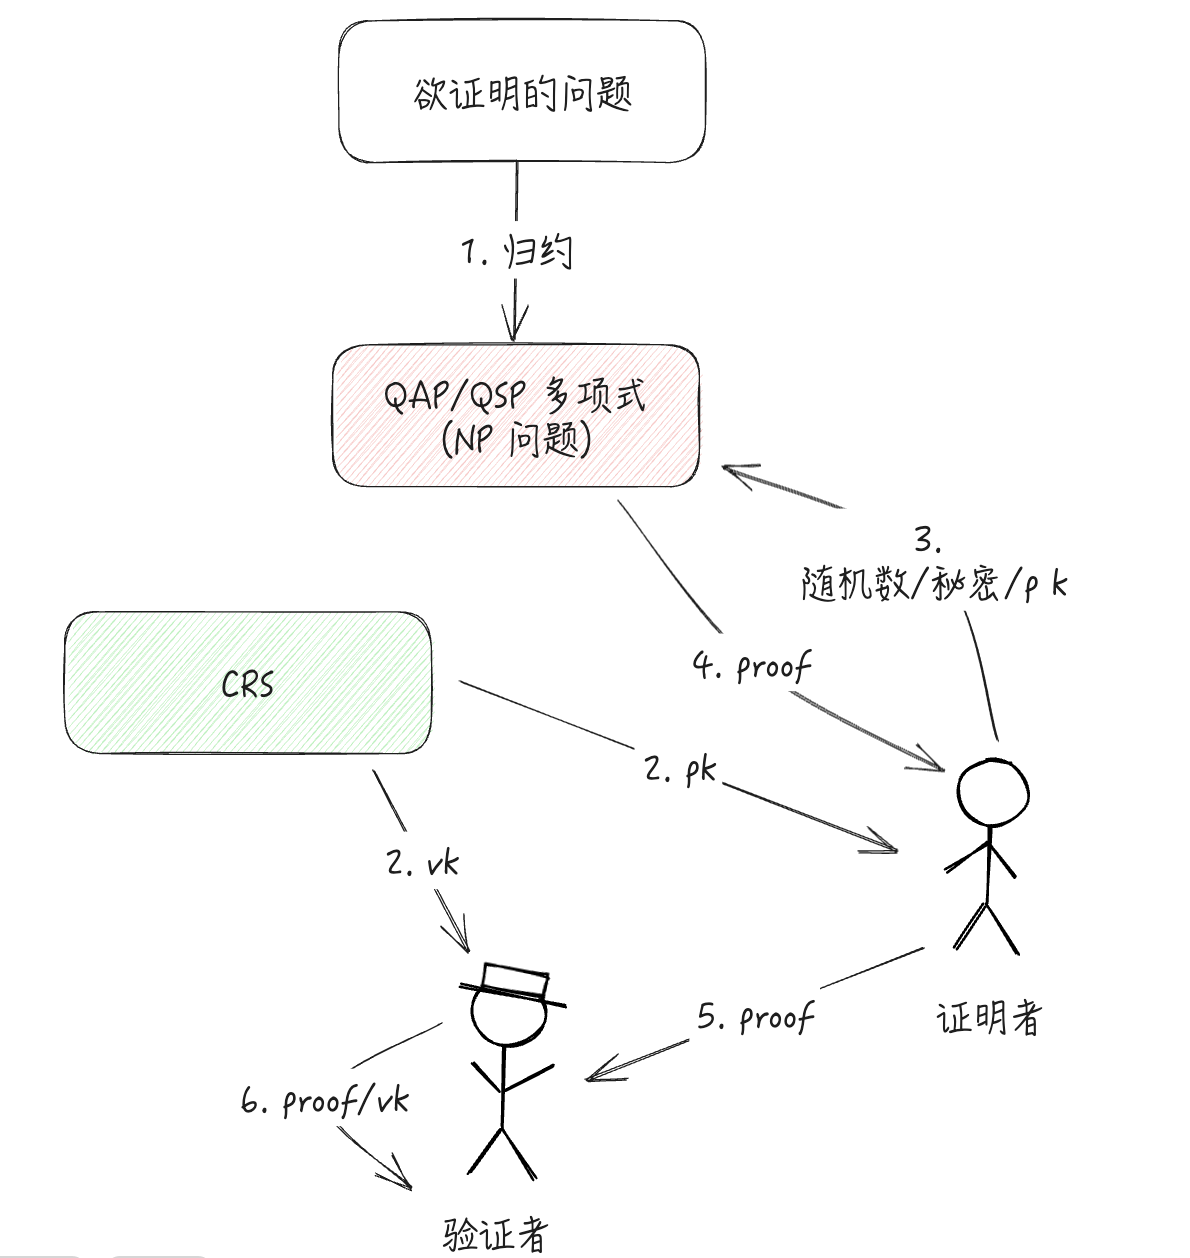 欲证明的问题
1. 归约
QAP/QSP 多项式
(NP 问题)
3.
随机数/秘密/p k
4. proof
CRS
2. pk
2. vk
5. proof
证明者
6. proof/vk
验证者